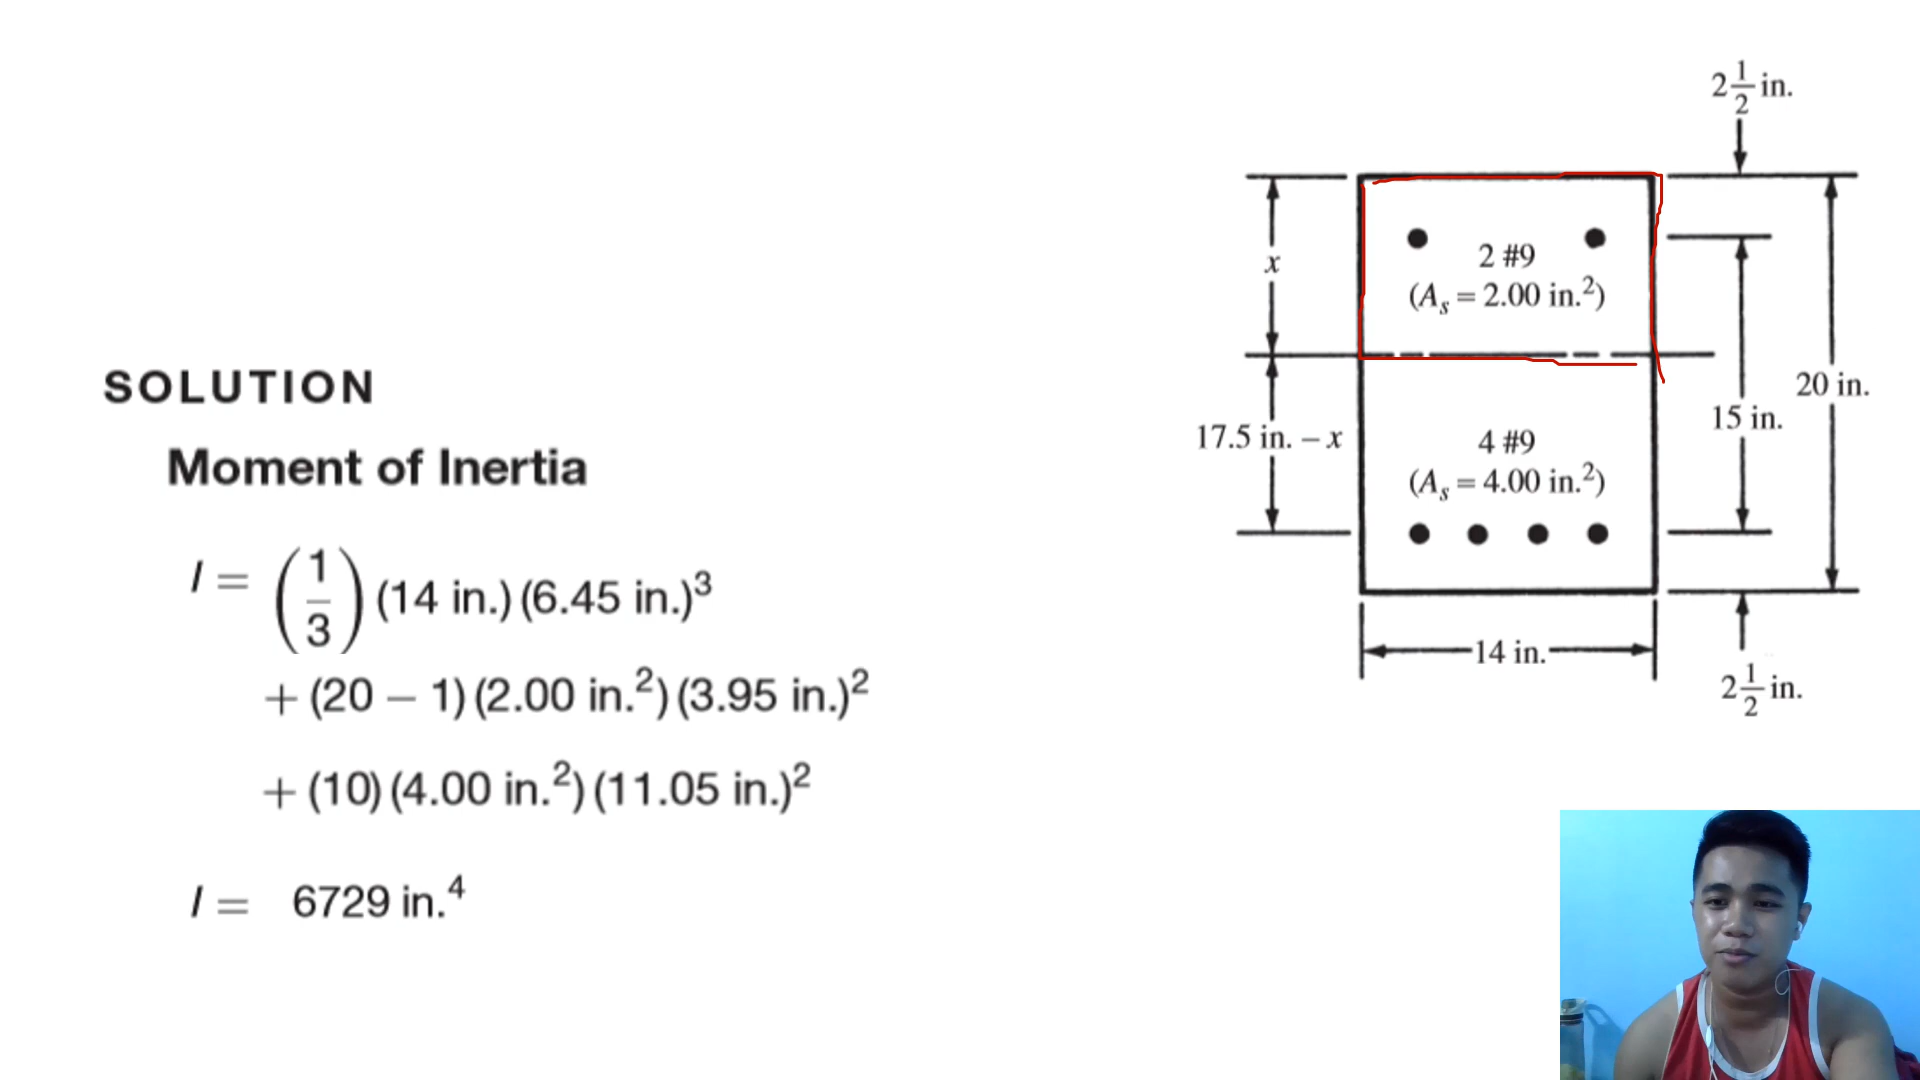 SOLUTION
Moment of Inertia
I = (1/3) (14 in.) (6.45 in.)³
+ (20 − 1) (2.00 in.²) (3.95 in.)²
+ (10) (4.00 in.²) (11.05 in.)²
I = 6729 in.⁴
2 1/2 in.
x
2 #9
(Aₛ = 2.00 in.²)
20 in.
15 in.
17.5 in. − x
4 #9
(Aₛ = 4.00 in.²)
14 in.
2 1/2 in.